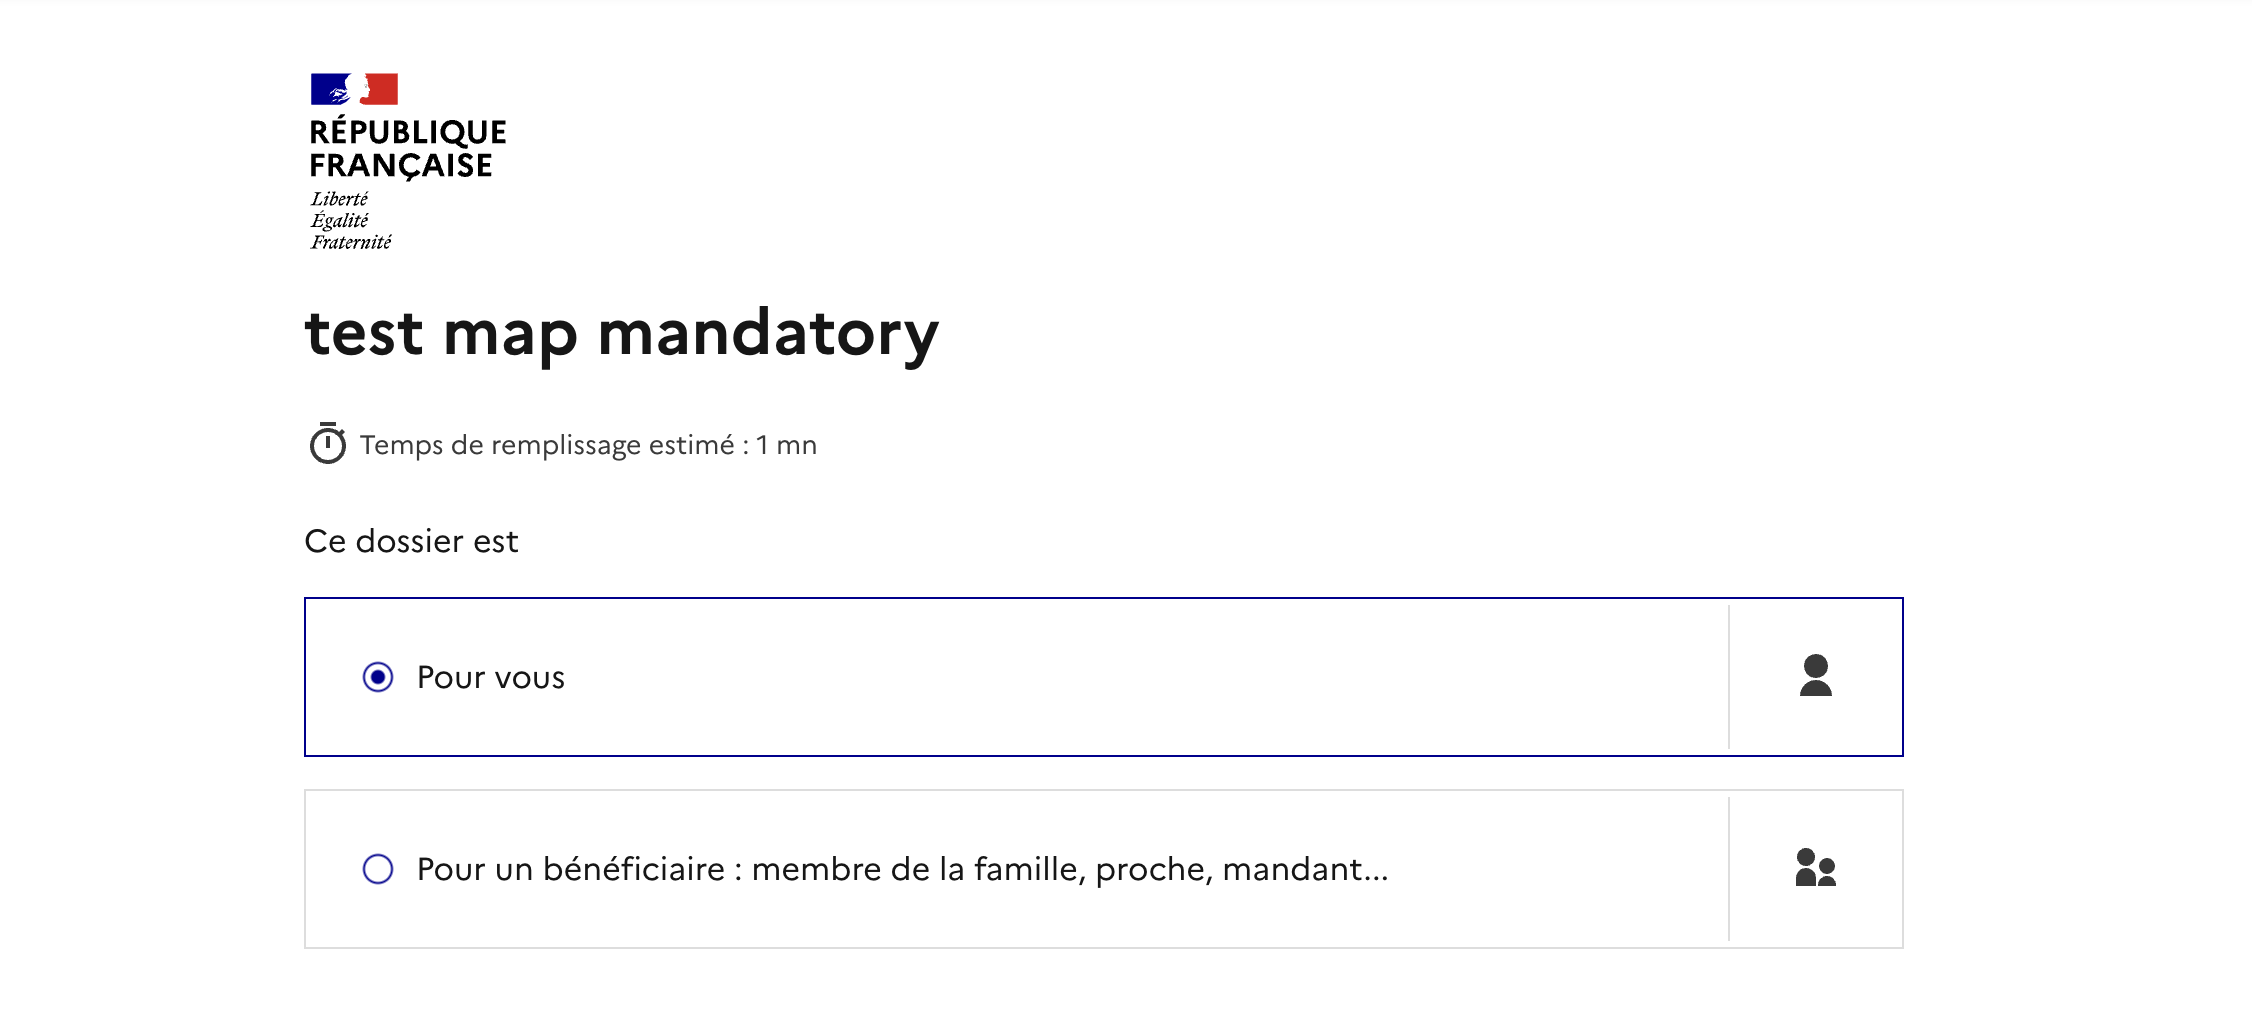 RÉPUBLIQUE
FRANÇAISE
Liberté
Égalité
Fraternité
test map mandatory
Temps de remplissage estimé : 1 mn
Ce dossier est
Pour vous
Pour un bénéficiaire : membre de la famille, proche, mandant...